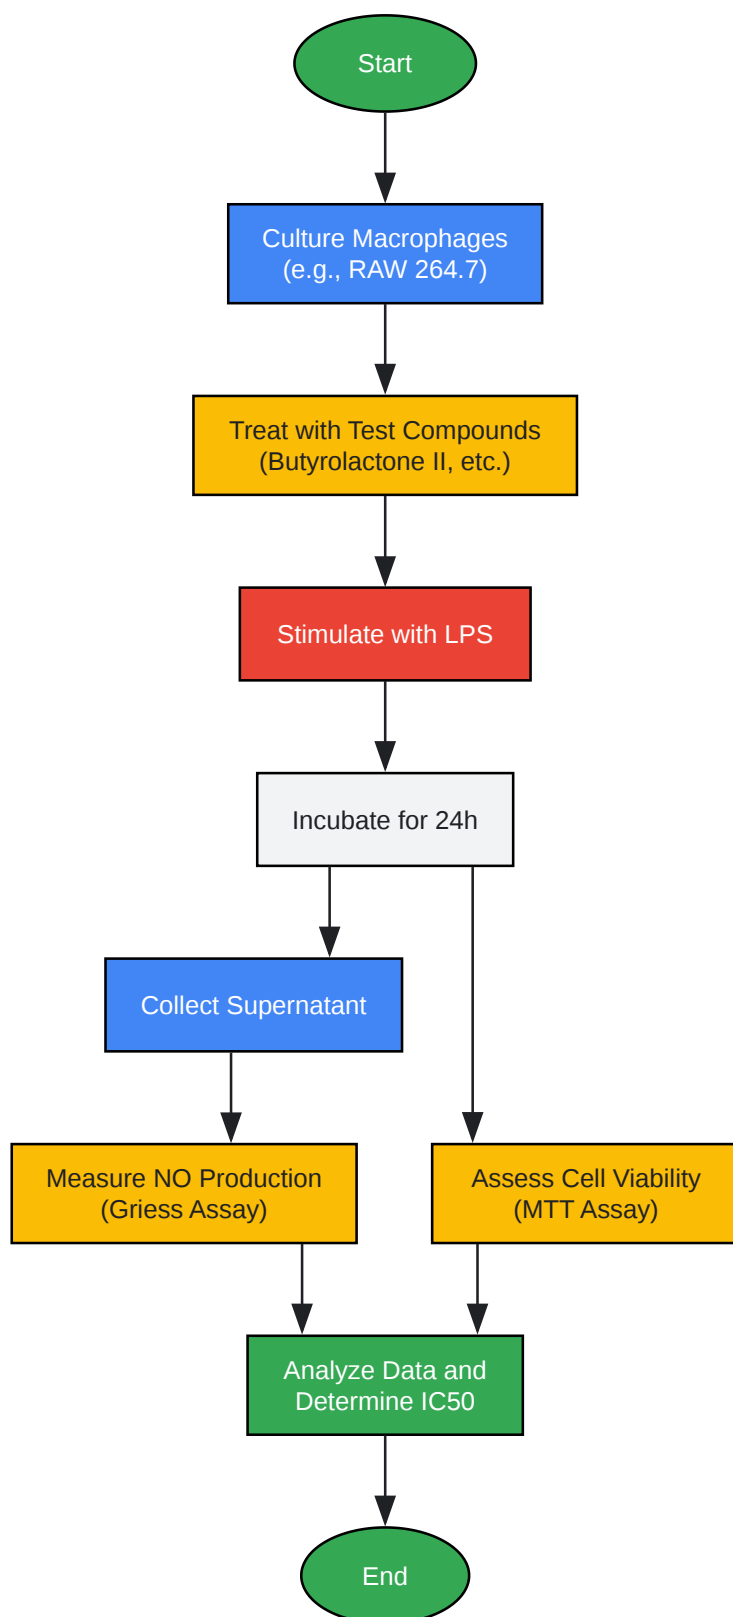 Start
Culture Macrophages
(e.g., RAW 264.7)
Treat with Test Compounds
(Butyrolactone II, etc.)
Stimulate with LPS
Incubate for 24h
Collect Supernatant
Measure NO Production
(Griess Assay)
Assess Cell Viability
(MTT Assay)
Analyze Data and
Determine IC50
End